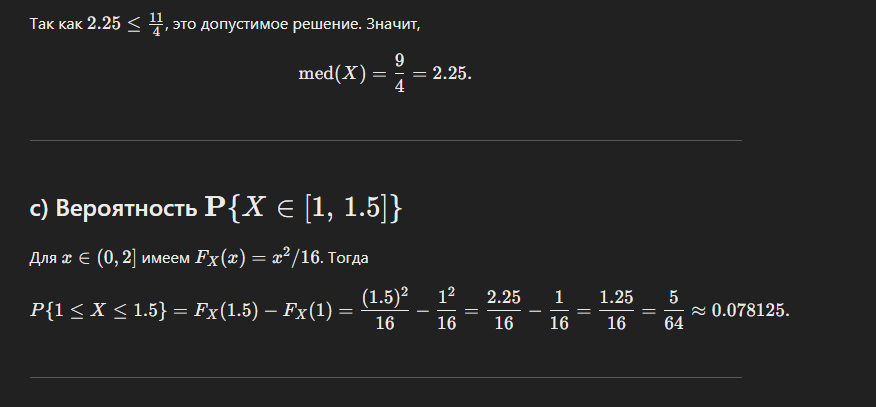 Так как 2.25 ≤ 11/4, это допустимое решение. Значит,
med(X) = 9/4 = 2.25.
c) Вероятность P{X ∈ [1, 1.5]}
Для x ∈ (0, 2] имеем F_X(x) = x²/16. Тогда
P{1 ≤ X ≤ 1.5} = F_X(1.5) − F_X(1) = (1.5)²/16 − 1²/16 = 2.25/16 − 1/16 = 1.25/16 = 5/64 ≈ 0.078125.